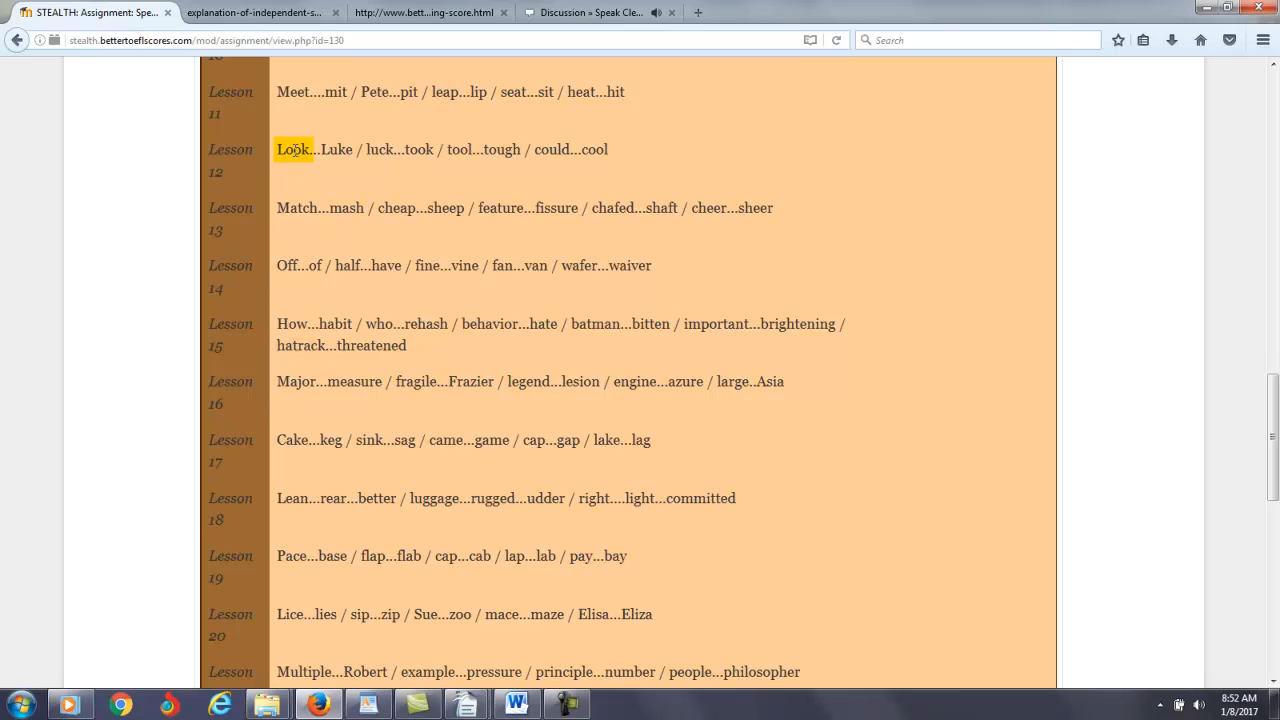 STEALTH: Assignment: Spe...
explanation-of-independent-s...
http://www.bett...ing-score.html
Discussion » Speak Cle...
stealth.bettertoeflscores.com/mod/assignment/view.php?id=130
Search
10
Lesson 11
Meet....mit / Pete...pit / leap...lip / seat...sit / heat...hit
Lesson 12
Look...Luke / luck...took / tool...tough / could...cool
Lesson 13
Match...mash / cheap...sheep / feature...fissure / chafed...shaft / cheer...sheer
Lesson 14
Off...of / half...have / fine...vine / fan...van / wafer...waiver
Lesson 15
How...habit / who...rehash / behavior...hate / batman...bitten / important...brightening /
hatrack...threatened
Lesson 16
Major...measure / fragile...Frazier / legend...lesion / engine...azure / large..Asia
Lesson 17
Cake...keg / sink...sag / came...game / cap...gap / lake...lag
Lesson 18
Lean...rear...better / luggage...rugged...udder / right....light...committed
Lesson 19
Pace...base / flap...flab / cap...cab / lap...lab / pay...bay
Lesson 20
Lice...lies / sip...zip / Sue...zoo / mace...maze / Elisa...Eliza
Lesson
Multiple...Robert / example...pressure / principle...number / people...philosopher
8:52 AM
1/8/2017